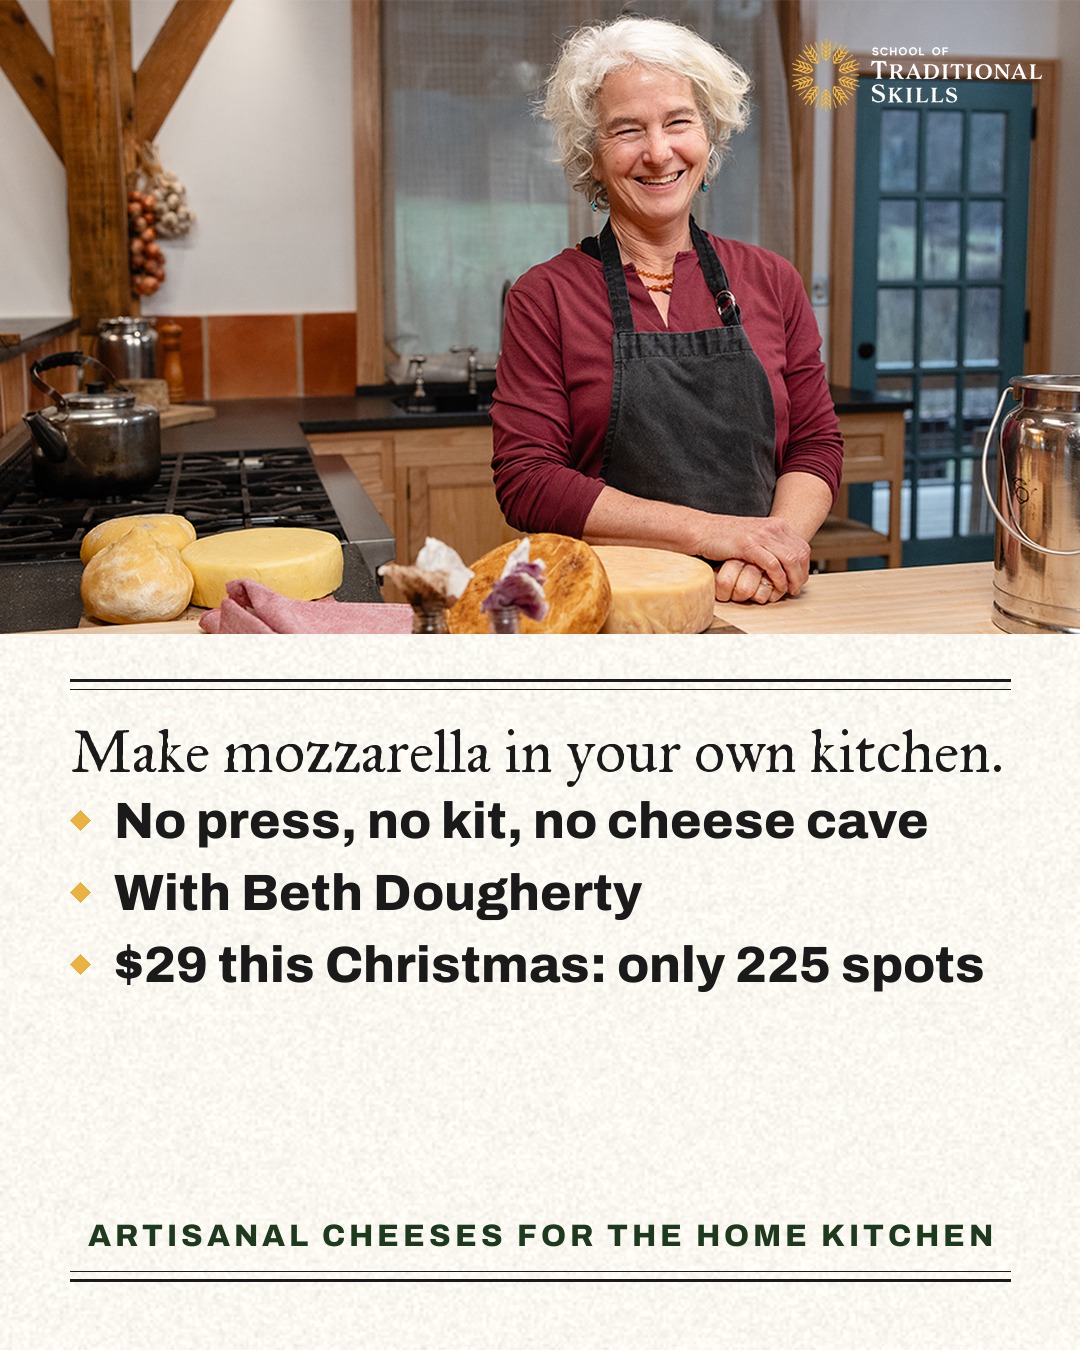 SCHOOL OF
TRADITIONAL
SKILLS
Make mozzarella in your own kitchen.
No press, no kit, no cheese cave
With Beth Dougherty
$29 this Christmas: only 225 spots
ARTISANAL CHEESES FOR THE HOME KITCHEN